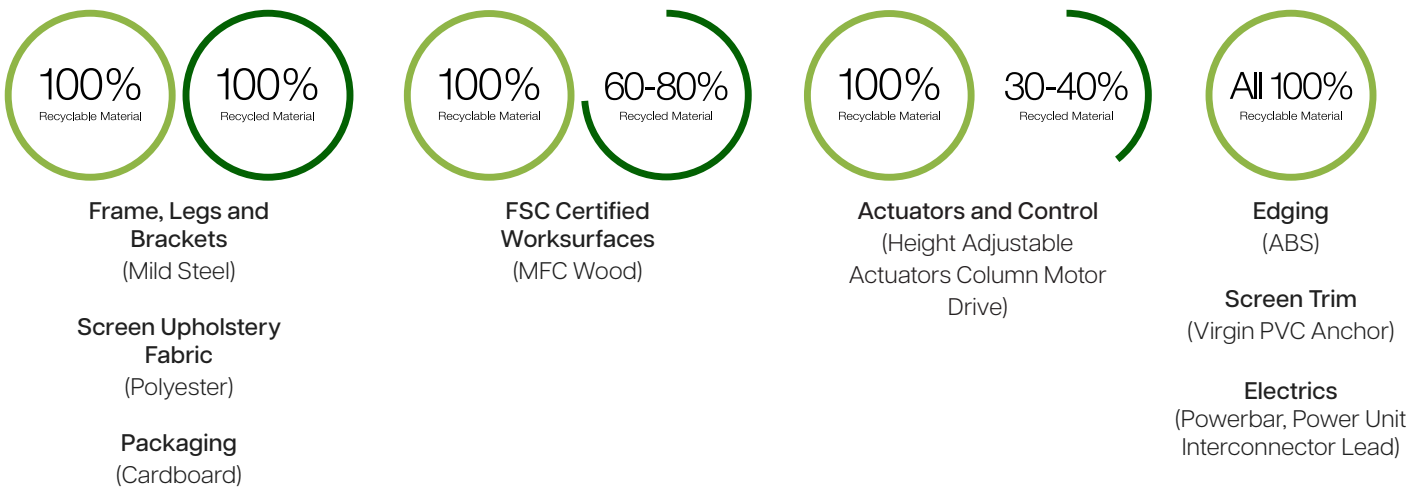 100%
Recyclable Material
100%
Recycled Material
Frame, Legs and
Brackets
(Mild Steel)
Screen Upholstery
Fabric
(Polyester)
Packaging
(Cardboard)
100%
Recyclable Material
60-80%
Recycled Material
FSC Certified
Worksurfaces
(MFC Wood)
100%
Recyclable Material
30-40%
Recycled Material
Actuators and Control
(Height Adjustable
Actuators Column Motor
Drive)
All 100%
Recyclable Material
Edging
(ABS)
Screen Trim
(Virgin PVC Anchor)
Electrics
(Powerbar, Power Unit
Interconnector Lead)